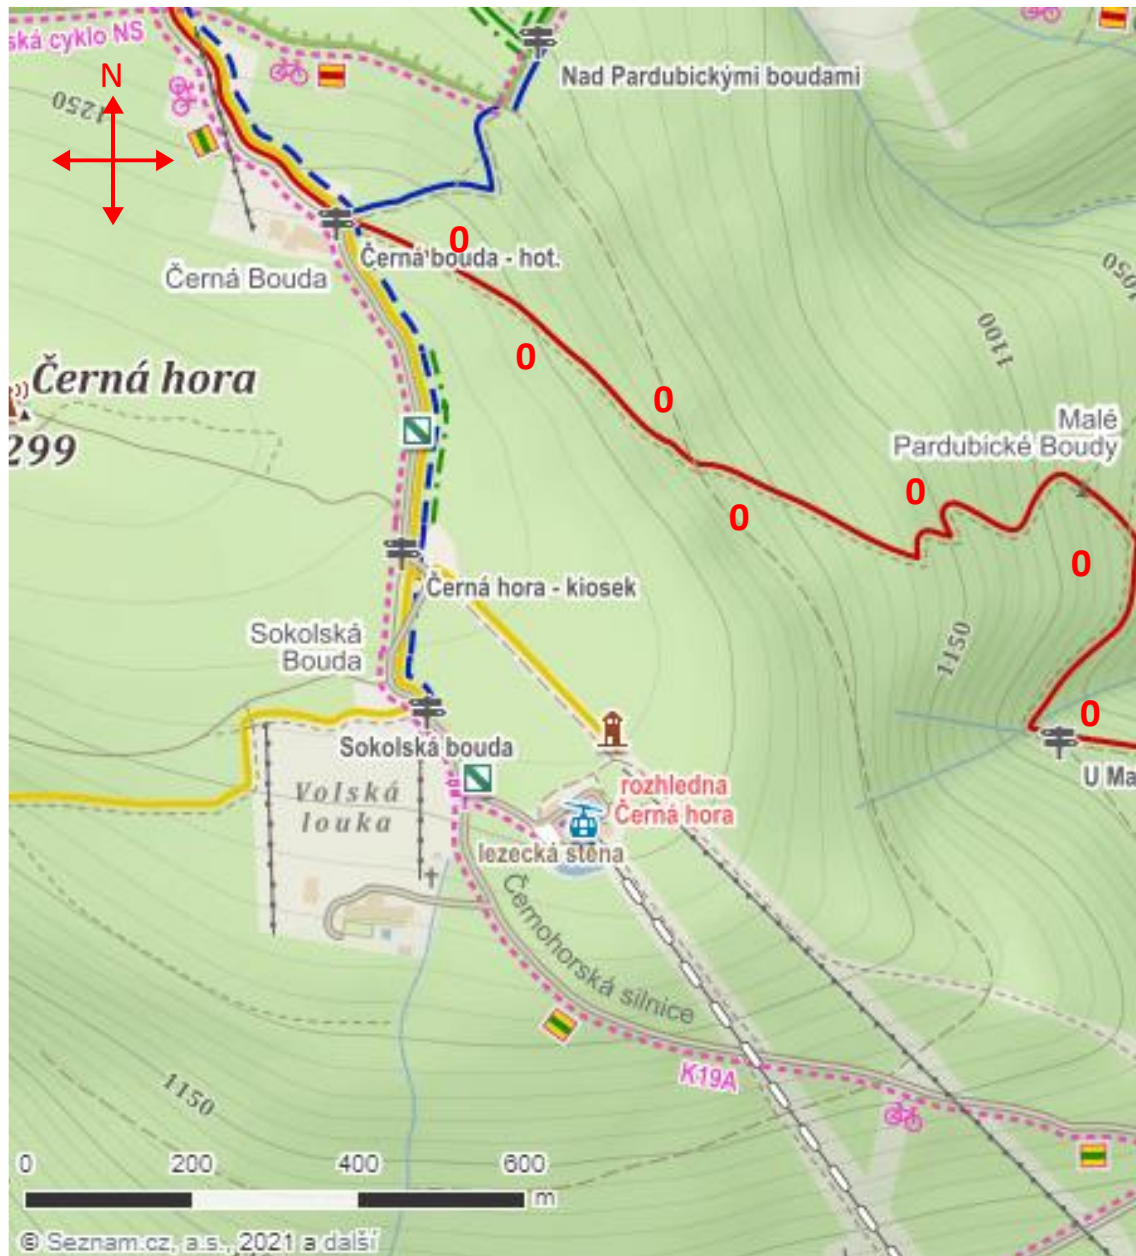 ská cyklo NS
N
1250
Nad Pardubickými boudami
0
Černá bouda - hot.
Černá Bouda
1050
1100
0
Černá hora
299
0
Malé
Pardubické Boudy
0
0
0
Černá hora - kiosek
Sokolská
Bouda
1150
0
Sokolská bouda
U Ma
Volská
louka
rozhledna
Černá hora
lezecká stěna
Černohorská silnice
K19A
1150
0 200 400 600
m
© Seznam.cz, a.s., 2021 a další